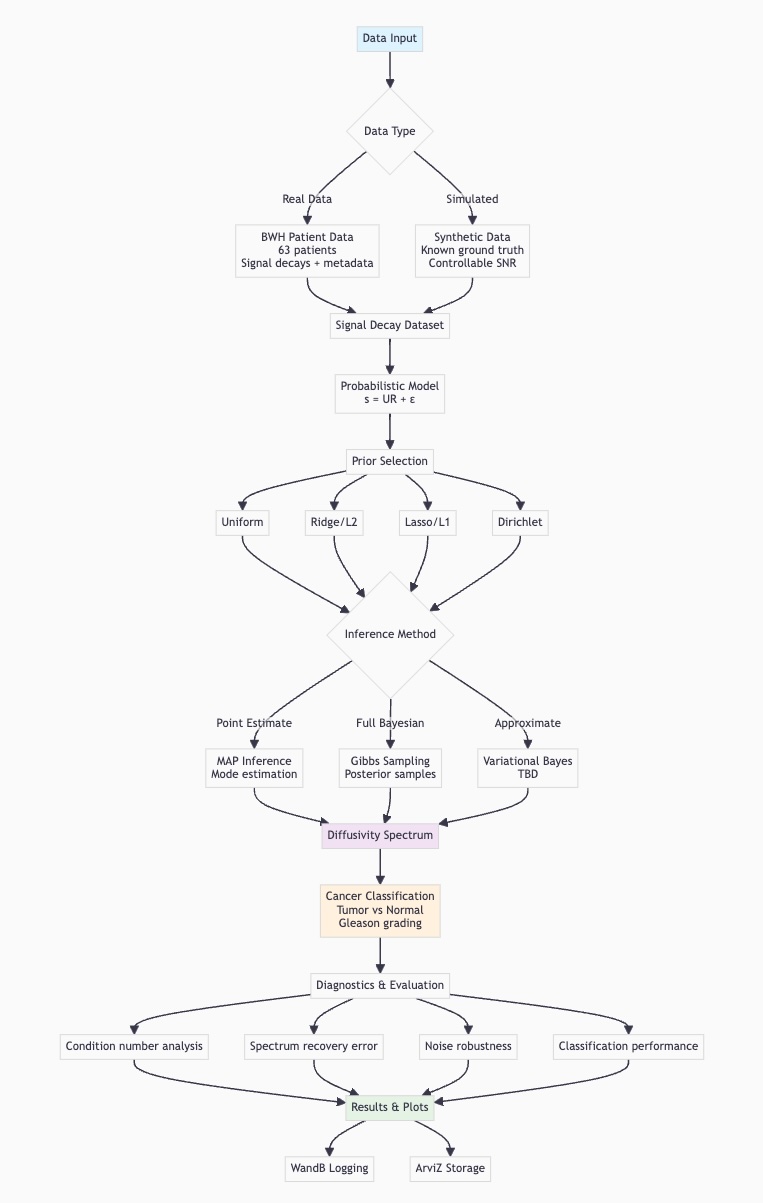 Data Input
Data Type
Real Data
Simulated
BWH Patient Data
63 patients
Signal decays + metadata
Synthetic Data
Known ground truth
Controllable SNR
Signal Decay Dataset
Probabilistic Model
s = UR + ε
Prior Selection
Uniform
Ridge/L2
Lasso/L1
Dirichlet
Inference Method
Point Estimate
Full Bayesian
Approximate
MAP Inference
Mode estimation
Gibbs Sampling
Posterior samples
Variational Bayes
TBD
Diffusivity Spectrum
Cancer Classification
Tumor vs Normal
Gleason grading
Diagnostics & Evaluation
Condition number analysis
Spectrum recovery error
Noise robustness
Classification performance
Results & Plots
WandB Logging
ArviZ Storage